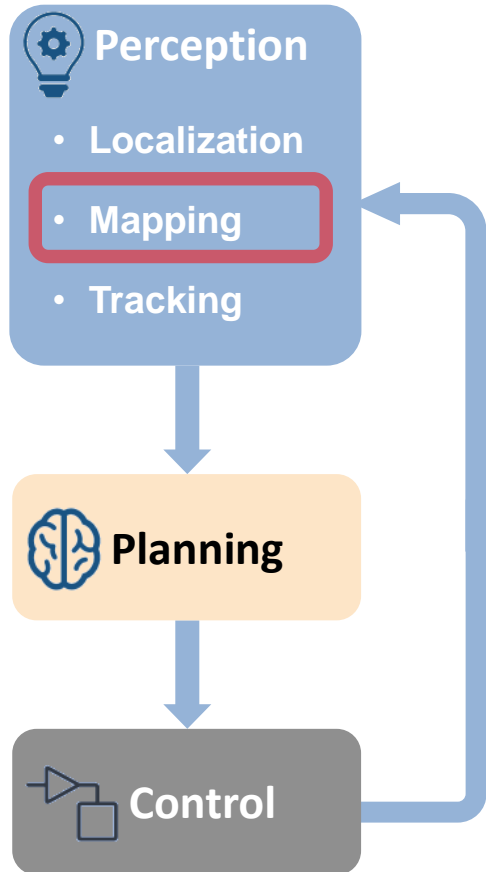 Perception
• Localization
• Mapping
• Tracking
Planning
Control